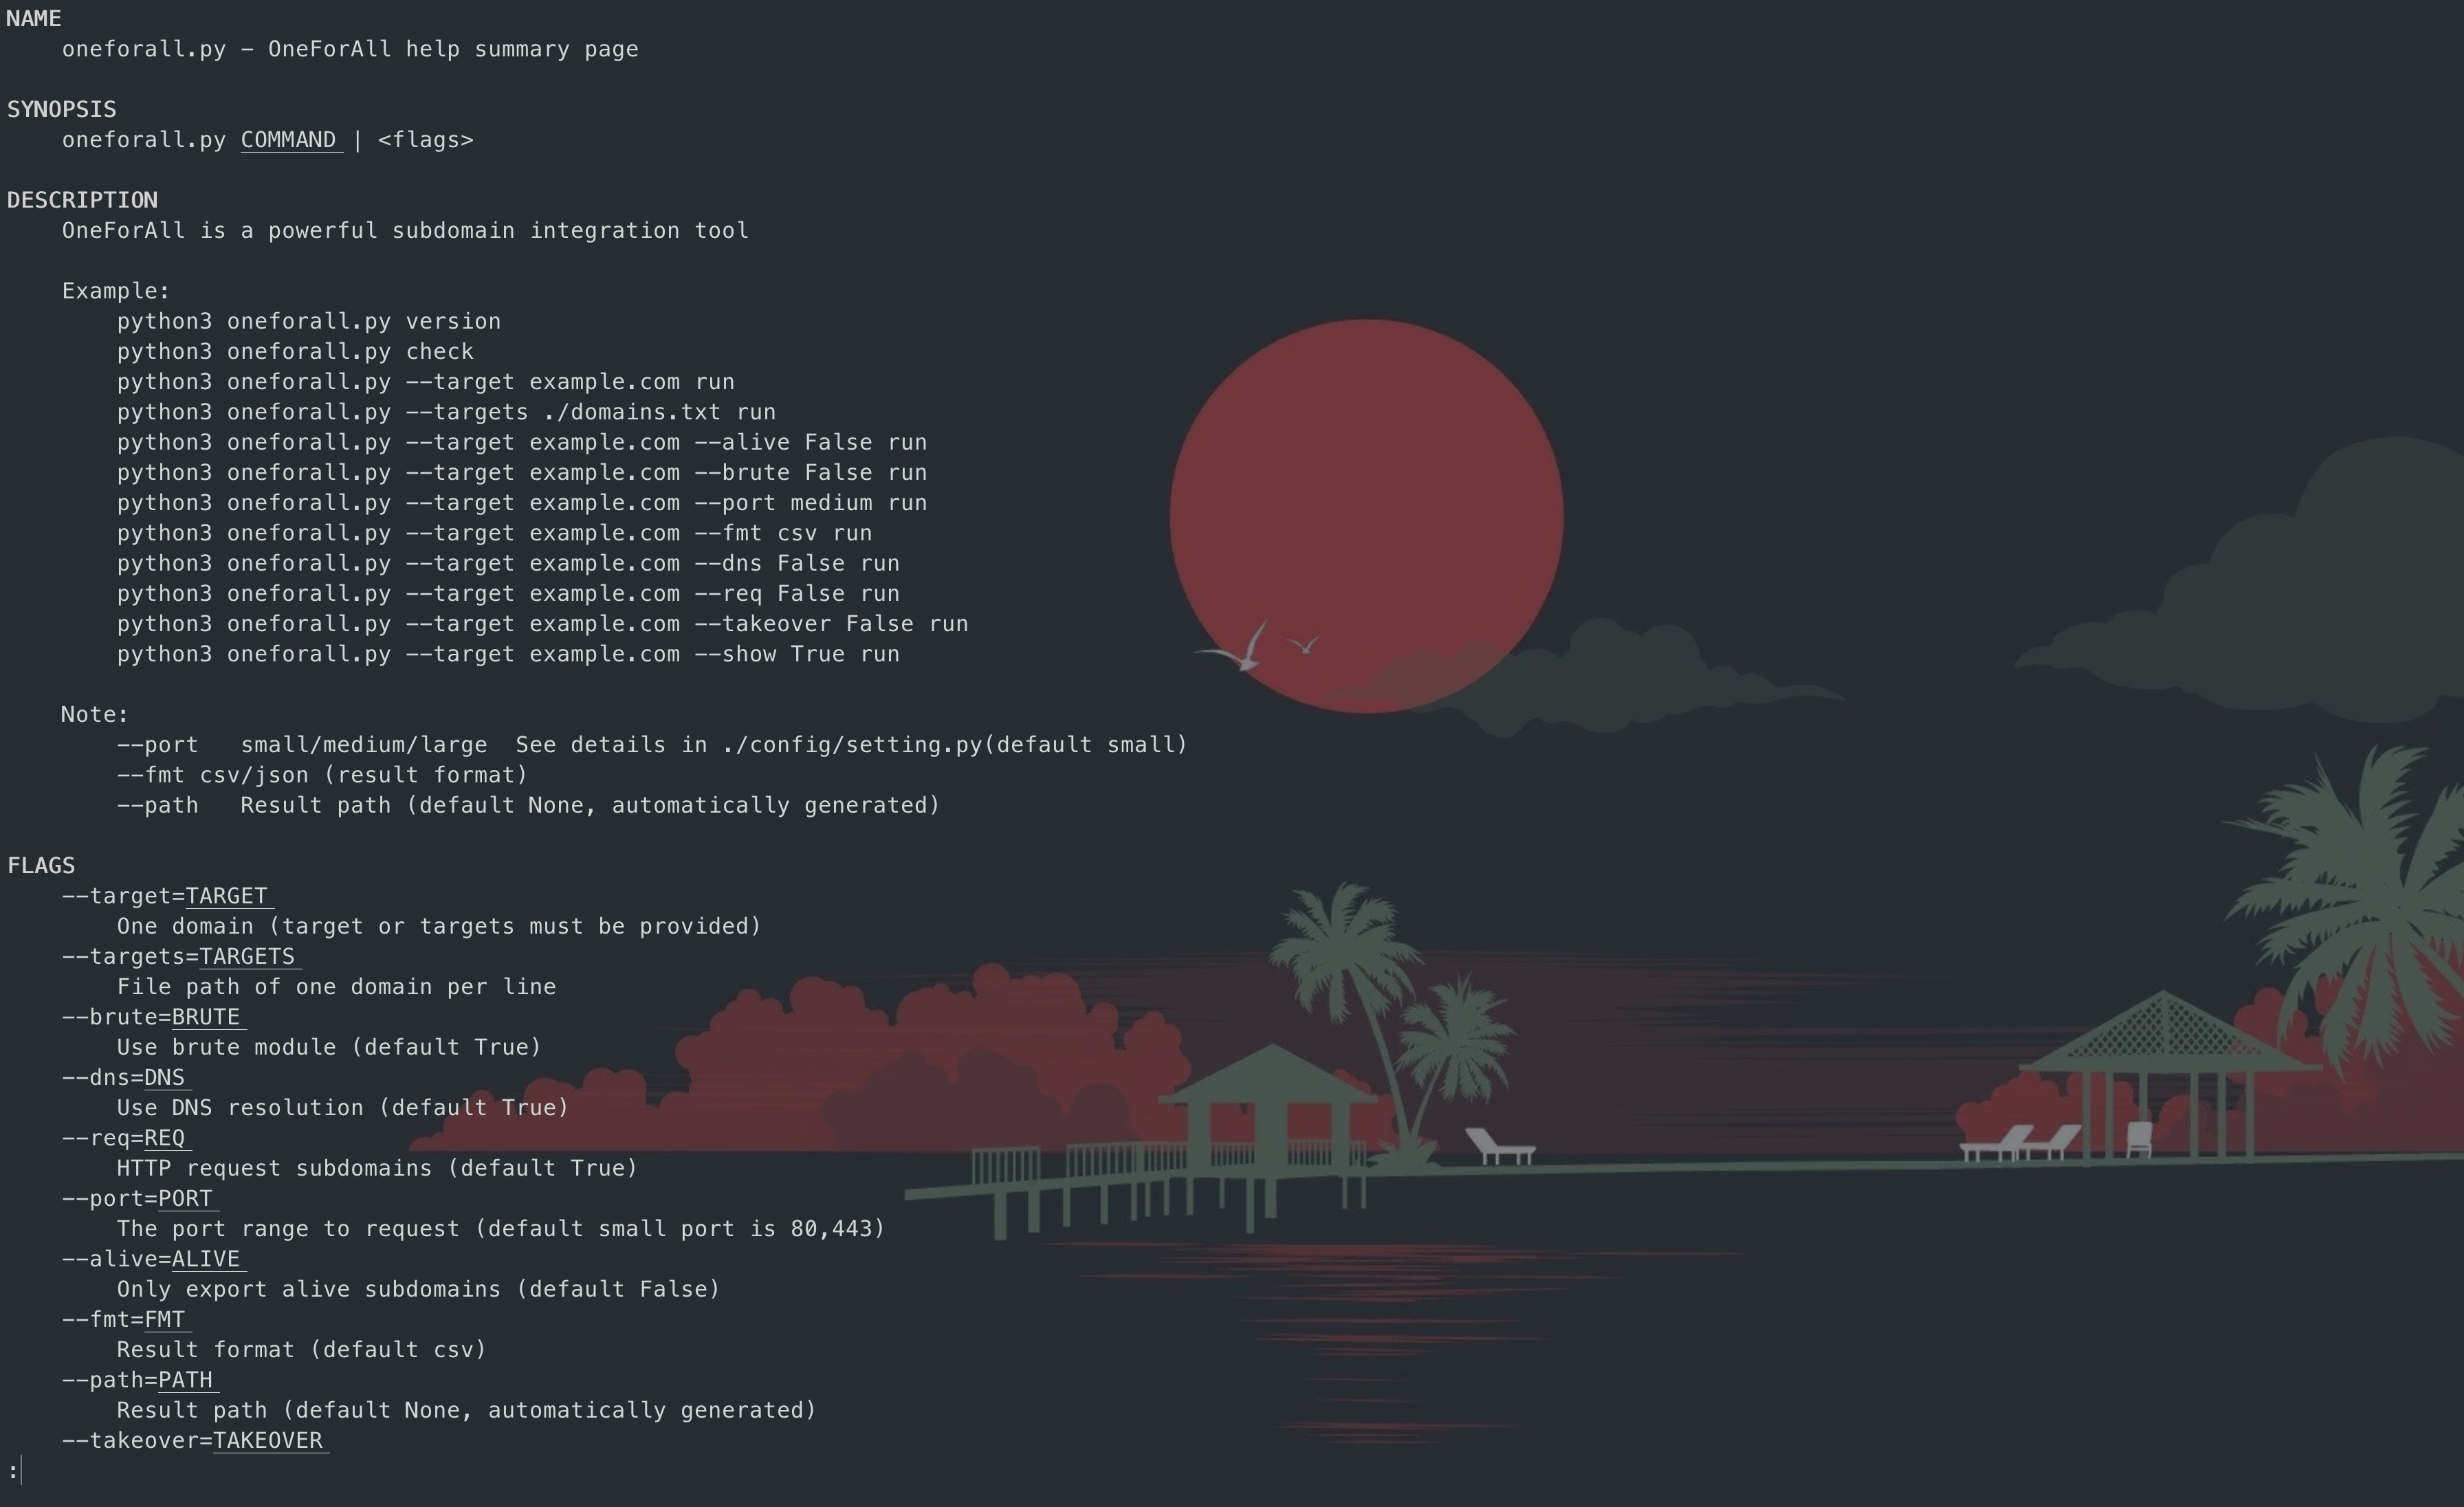 NAME
oneforall.py - OneForAll help summary page
SYNOPSIS
oneforall.py COMMAND | <flags>
DESCRIPTION
OneForAll is a powerful subdomain integration tool
Example:
python3 oneforall.py version
python3 oneforall.py check
python3 oneforall.py --target example.com run
python3 oneforall.py --targets ./domains.txt run
python3 oneforall.py --target example.com --alive False run
python3 oneforall.py --target example.com --brute False run
python3 oneforall.py --target example.com --port medium run
python3 oneforall.py --target example.com --fmt csv run
python3 oneforall.py --target example.com --dns False run
python3 oneforall.py --target example.com --req False run
python3 oneforall.py --target example.com --takeover False run
python3 oneforall.py --target example.com --show True run
Note:
--port   small/medium/large  See details in ./config/setting.py(default small)
--fmt csv/json (result format)
--path   Result path (default None, automatically generated)
FLAGS
--target=TARGET
One domain (target or targets must be provided)
--targets=TARGETS
File path of one domain per line
--brute=BRUTE
Use brute module (default True)
--dns=DNS
Use DNS resolution (default True)
--req=REQ
HTTP request subdomains (default True)
--port=PORT
The port range to request (default small port is 80,443)
--alive=ALIVE
Only export alive subdomains (default False)
--fmt=FMT
Result format (default csv)
--path=PATH
Result path (default None, automatically generated)
--takeover=TAKEOVER
: